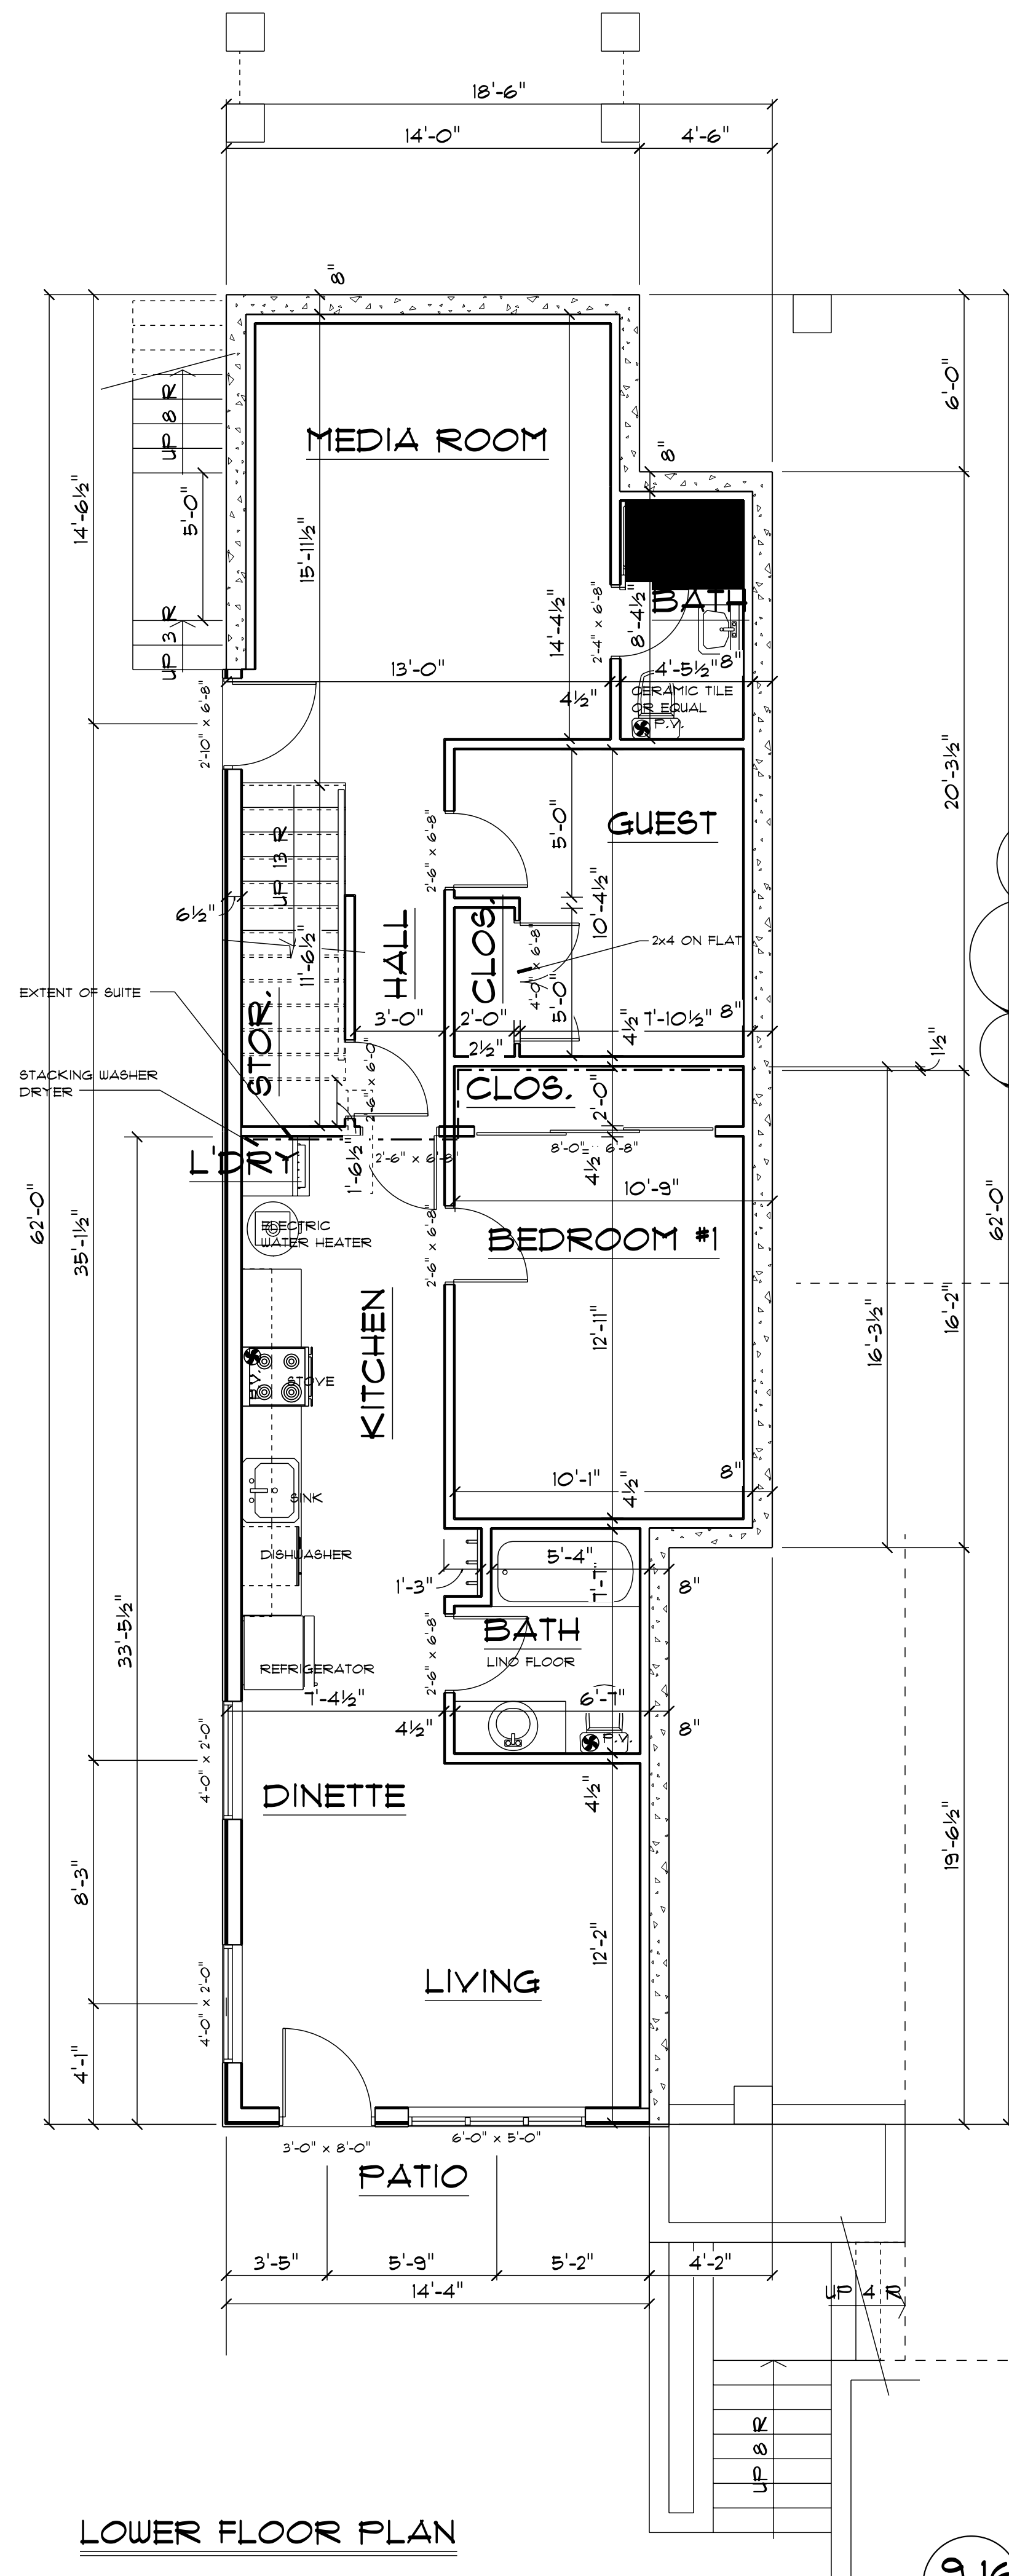 18'-6"
14'-0"
4'-6"
8"
MEDIA ROOM
UP 8 R
5'-0"
UP 3 R
14'-6½"
15'-11½"
14'-4½"
2'-4" x 6'-8"
8'-4½"
8"
6'-0"
BATH
13'-0"
4½"
4'-5½"
8"
CERAMIC TILE
OR EQUAL
P.V.
2'-10" x 6'-8"
20'-3½"
GUEST
2'-6" x 6'-8"
5'-0"
10'-4½"
UP 13 R
6½"
11'-6½"
HALL
CLOS.
4'-0" x 6'-8"
2x4 ON FLAT
5'-0"
EXTENT OF SUITE
STOR.
3'-0"
2'-0"
2½"
4½"
7'-10½"
8"
1½"
STACKING WASHER
DRYER
2'-6" x 6'-0"
CLOS.
2'-0"
L'DRY
1'-6½"
2'-6" x 6'-8"
8'-0" 6'-8"
4½"
10'-9"
62'-0"
35'-1½"
ELECTRIC
WATER HEATER
2'-6" x 6'-8"
BEDROOM #1
62'-0"
KITCHEN
12'-11"
16'-3½"
16'-2"
P.V.
STOVE
10'-1"
4½"
8"
SINK
DISHWASHER
1'-3"
5'-4"
7'-7"
8"
33'-5½"
BATH
LINO FLOOR
2'-6" x 6'-8"
REFRIGERATOR
7'-4½"
4½"
6'-7"
8"
P.V.
4'-0" x 2'-0"
DINETTE
4½"
8'-3"
19'-6½"
12'-2"
LIVING
4'-0" x 2'-0"
4'-1"
3'-0" x 8'-0"
6'-0" x 5'-0"
PATIO
3'-5"
5'-9"
5'-2"
4'-2"
14'-4"
UP 4 R
UP 8 R
LOWER FLOOR PLAN